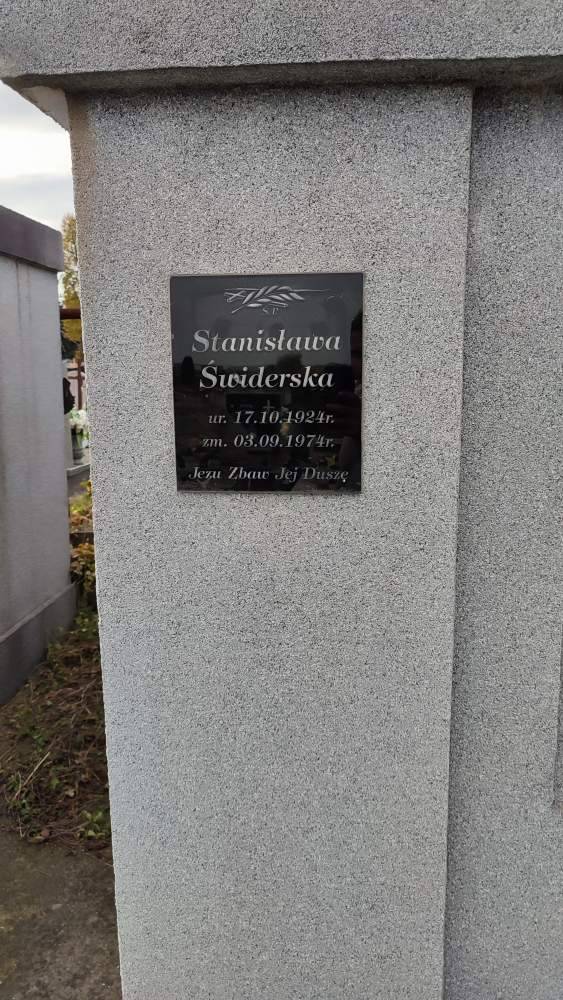 Ś.P.
Stanisława
Świderska
ur. 17.10.1924r.
zm. 03.09.1974r.
Jezu Zbaw Jej Duszę